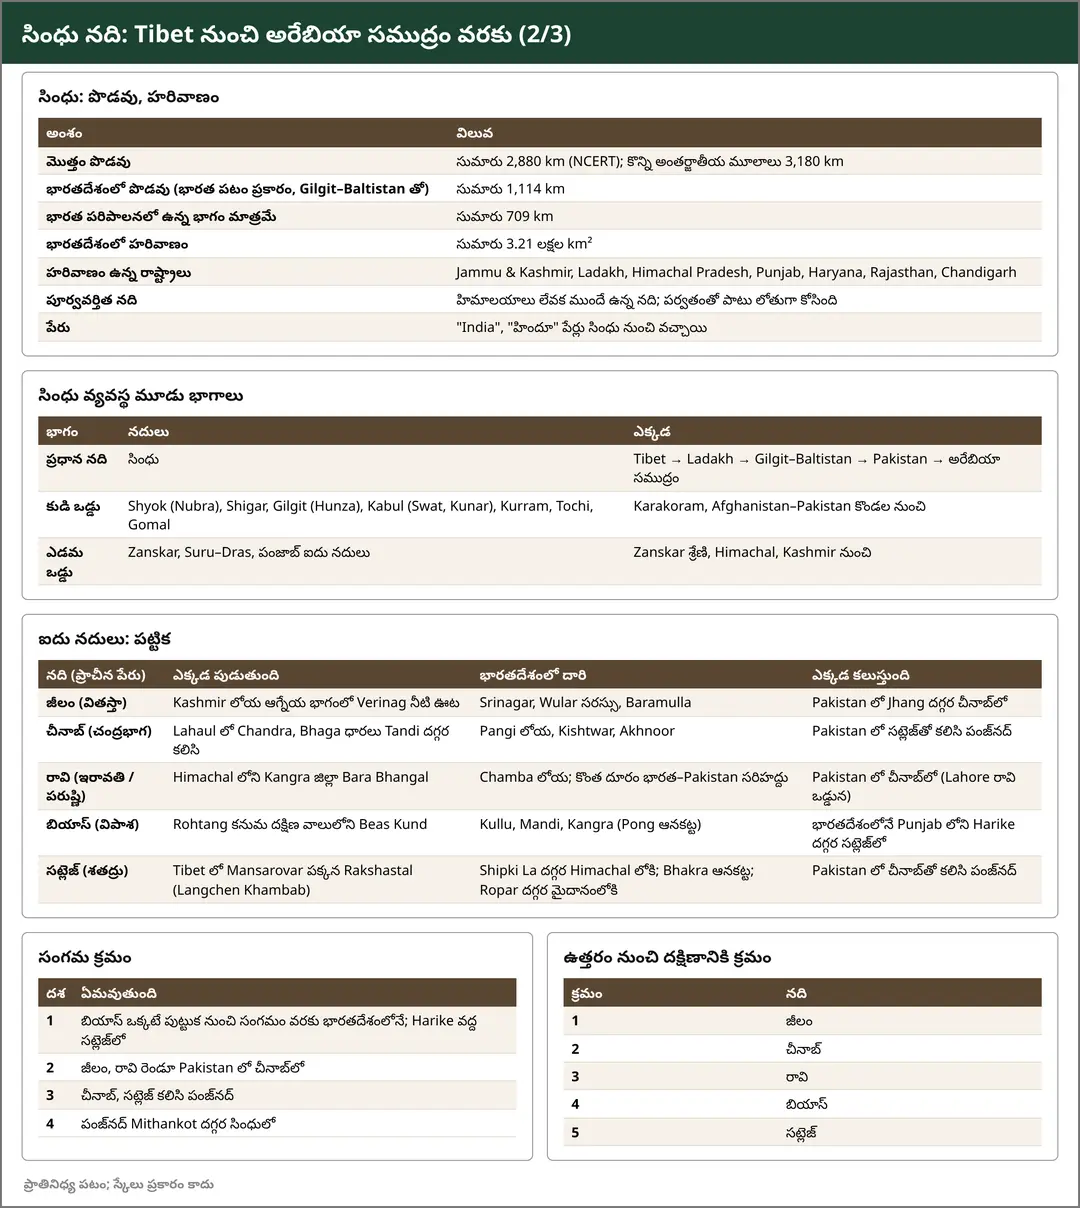 సింధు నది: Tibet నుంచి అరేబియా సముద్రం వరకు (2/3)
సింధు: పొడవు, హరివాణం
అంశం విలువ
మొత్తం పొడవు సుమారు 2,880 km (NCERT); కొన్ని అంతర్జాతీయ మూలాలు 3,180 km
భారతదేశంలో పొడవు (భారత పటం ప్రకారం, Gilgit–Baltistan తో) సుమారు 1,114 km
భారత పరిపాలనలో ఉన్న భాగం మాత్రమే సుమారు 709 km
భారతదేశంలో హరివాణం సుమారు 3.21 లక్షల km²
హరివాణం ఉన్న రాష్ట్రాలు Jammu & Kashmir, Ladakh, Himachal Pradesh, Punjab, Haryana, Rajasthan, Chandigarh
పూర్వవర్తిత నది హిమాలయాలు లేవక ముందే ఉన్న నది; పర్వతంతో పాటు లోతుగా కోసింది
పేరు "India", "హిందూ" పేర్లు సింధు నుంచి వచ్చాయి
సింధు వ్యవస్థ మూడు భాగాలు
భాగం నదులు ఎక్కడ
ప్రధాన నది సింధు Tibet → Ladakh → Gilgit–Baltistan → Pakistan → అరేబియా
సముద్రం
కుడి ఒడ్డు Shyok (Nubra), Shigar, Gilgit (Hunza), Kabul (Swat, Kunar), Kurram, Tochi, Karakoram, Afghanistan–Pakistan కొండల నుంచి
Gomal
ఎడమ Zanskar, Suru–Dras, పంజాబ్ ఐదు నదులు Zanskar శ్రేణి, Himachal, Kashmir నుంచి
ఒడ్డు
ఐదు నదులు: పట్టిక
నది (ప్రాచీన పేరు) ఎక్కడ పుడుతుంది భారతదేశంలో దారి ఎక్కడ కలుస్తుంది
జీలం (వితస్తా) Kashmir లోయ ఆగ్నేయ భాగంలో Verinag నీటి ఊట Srinagar, Wular సరస్సు, Baramulla Pakistan లో Jhang దగ్గర చీనాబ్‌లో
చీనాబ్ (చంద్రభాగ) Lahaul లో Chandra, Bhaga ధారలు Tandi దగ్గర Pangi లోయ, Kishtwar, Akhnoor Pakistan లో సట్లెజ్‌తో కలిసి పంజ్‌నద్
కలిసి
రావి (ఇరావతి / Himachal లోని Kangra జిల్లా Bara Bhangal Chamba లోయ; కొంత దూరం భారత–Pakistan సరిహద్దు Pakistan లో చీనాబ్‌లో (Lahore రావి
పరుష్ణి) ఒడ్డున)
బియాస్ (విపాశ) Rohtang కనుమ దక్షిణ వాలులోని Beas Kund Kullu, Mandi, Kangra (Pong ఆనకట్ట) భారతదేశంలోనే Punjab లోని Harike
దగ్గర సట్లెజ్‌లో
సట్లెజ్ (శతద్రు) Tibet లో Mansarovar పక్కన Rakshastal Shipki La దగ్గర Himachal లోకి; Bhakra ఆనకట్ట; Pakistan లో చీనాబ్‌తో కలిసి పంజ్‌నద్
(Langchen Khambab) Ropar దగ్గర మైదానంలోకి
సంగమ క్రమం
దశ ఏమవుతుంది
1 బియాస్ ఒక్కటే పుట్టుక నుంచి సంగమం వరకు భారతదేశంలోనే; Harike వద్ద
సట్లెజ్‌లో
2 జీలం, రావి రెండూ Pakistan లో చీనాబ్‌లో
3 చీనాబ్, సట్లెజ్ కలిసి పంజ్‌నద్
4 పంజ్‌నద్ Mithankot దగ్గర సింధులో
ఉత్తరం నుంచి దక్షిణానికి క్రమం
క్రమం నది
1 జీలం
2 చీనాబ్
3 రావి
4 బియాస్
5 సట్లెజ్
ప్రాతినిధ్య పటం; స్కేలు ప్రకారం కాదు